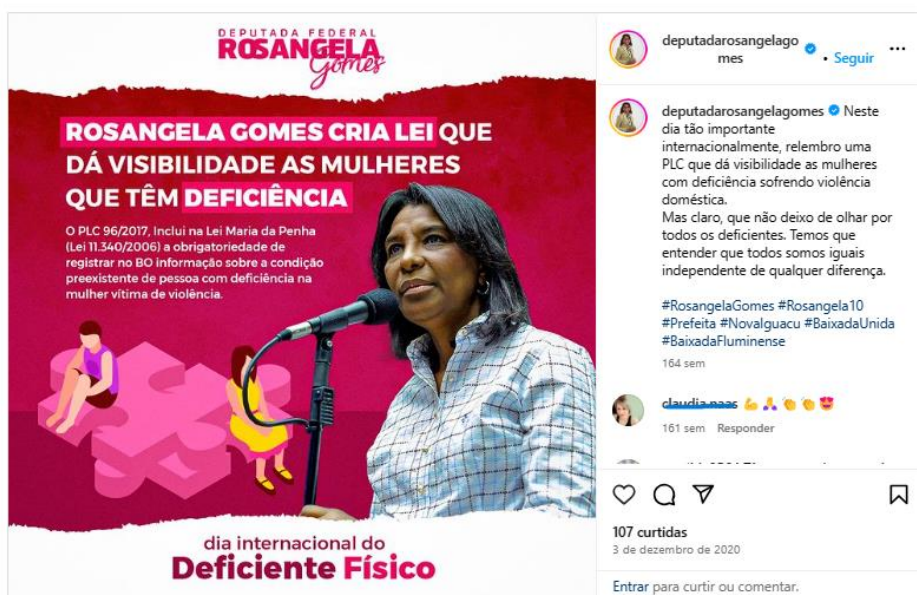 DEPUTADA FEDERAL
ROSANGELA
Gomes
ROSANGELA GOMES CRIA LEI QUE
DÁ VISIBILIDADE AS MULHERES
QUE TÊM DEFICIÊNCIA
O PLC 96/2017, Inclui na Lei Maria da Penha
(Lei 11.340/2006) a obrigatoriedade de
registrar no BO informação sobre a condição
preexistente de pessoa com deficiência na
mulher vítima de violência.
dia internacional do
Deficiente Físico
deputadarosangelago
mes • Seguir
deputadarosangelagomes Neste
dia tão importante
internacionalmente, relembro uma
PLC que dá visibilidade as mulheres
com deficiência sofrendo violência
doméstica.
Mas claro, que não deixo de olhar por
todos os deficientes. Temos que
entender que todos somos iguais
independente de qualquer diferença.
#RosangelaGomes #Rosangela10
#Prefeita #NovaIguacu #BaixadaUnida
#BaixadaFluminense
164 sem
💪🙏👏👏😍
161 sem Responder
107 curtidas
3 de dezembro de 2020
Entrar para curtir ou comentar.